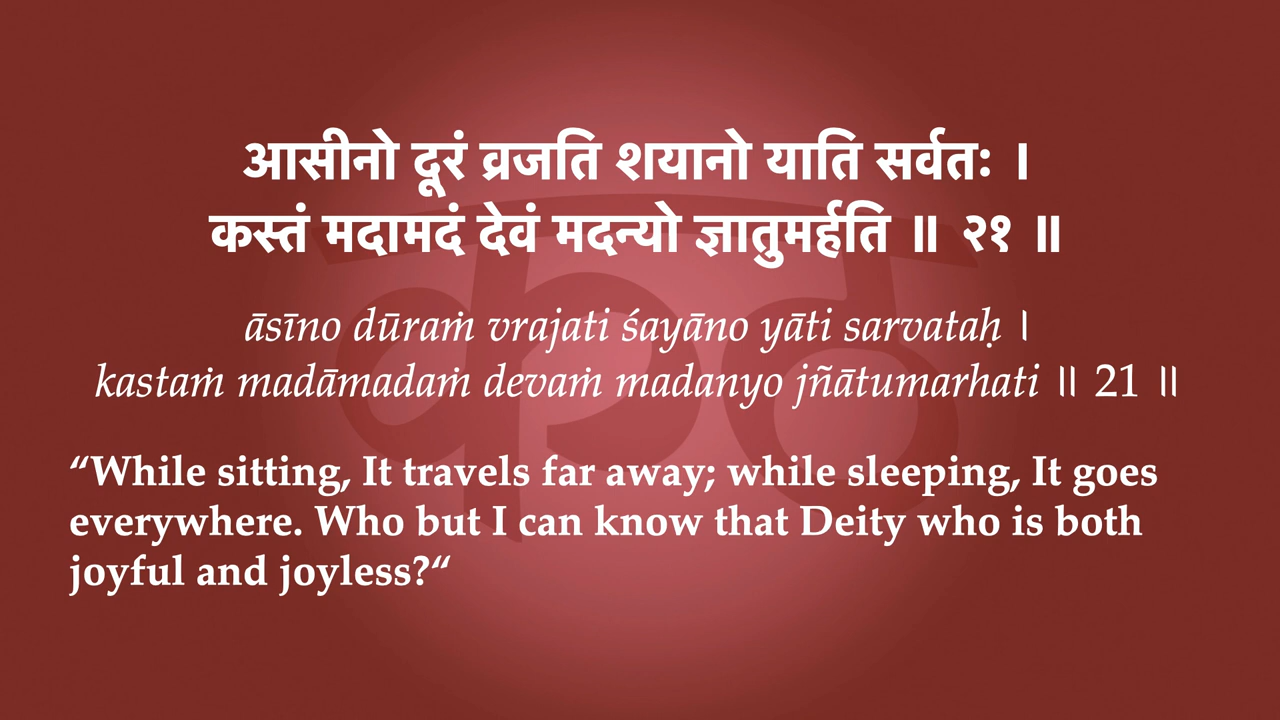 आसीनो दूरं व्रजति शयानो याति सर्वतः ।
कस्तं मदामदं देवं मदन्यो ज्ञातुमर्हति ॥ २१ ॥
āsīno dūraṁ vrajati śayāno yāti sarvataḥ ।
kastaṁ madāmadaṁ devaṁ madanyo jñātumarhati ॥ 21 ॥
“While sitting, It travels far away; while sleeping, It goes
everywhere. Who but I can know that Deity who is both
joyful and joyless?“
कठ